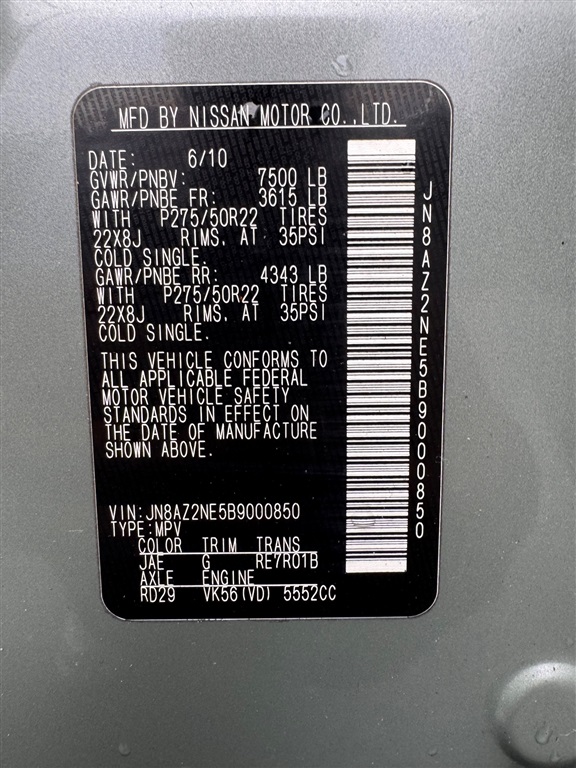 MFD BY NISSAN MOTOR CO.,LTD.
DATE: 6/10
GVWR/PNBV: 7500 LB
GAWR/PNBE FR: 3615 LB
WITH P275/50R22 TIRES
22X8J RIMS, AT 35PSI
COLD SINGLE.
GAWR/PNBE RR: 4343 LB
WITH P275/50R22 TIRES
22X8J RIMS, AT 35PSI
COLD SINGLE.
THIS VEHICLE CONFORMS TO
ALL APPLICABLE FEDERAL
MOTOR VEHICLE SAFETY
STANDARDS IN EFFECT ON
THE DATE OF MANUFACTURE
SHOWN ABOVE.
VIN:JN8AZ2NE5B9000850
TYPE:MPV
COLOR TRIM TRANS
JAE G RE7R01B
AXLE ENGINE
RD29 VK56(VD) 5552CC
JN8AZ2NE5B9000850